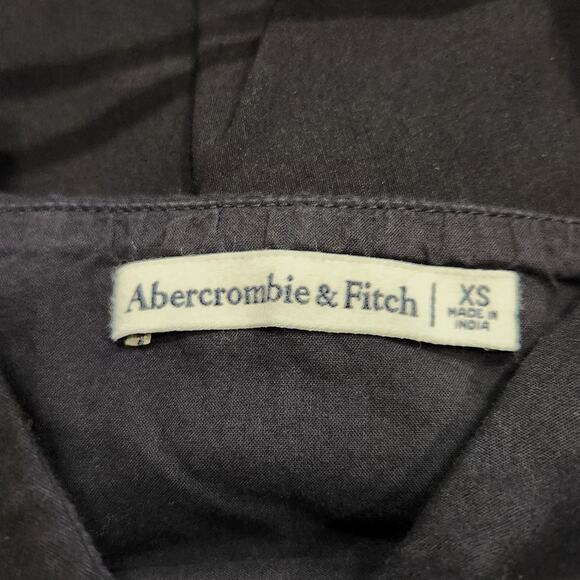 Abercrombie & Fitch | XS
MADE IN
INDIA